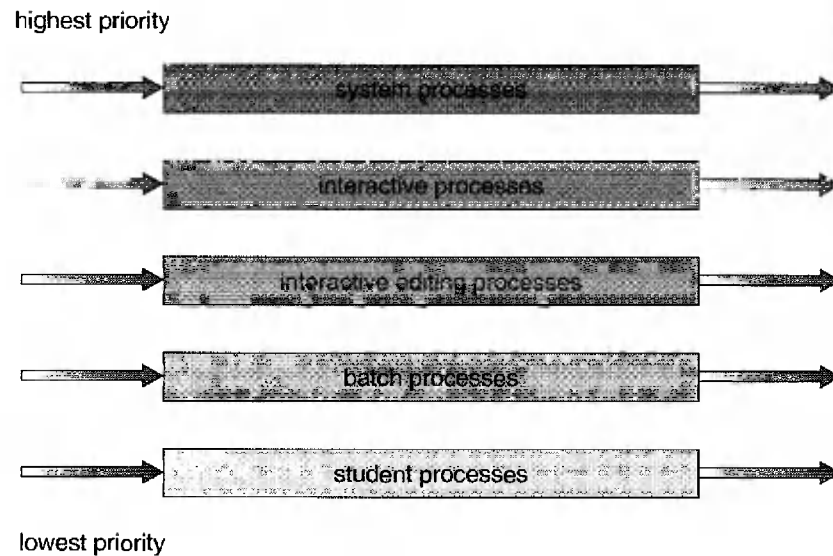 highest priority
system processes
interactive processes
interactive editing processes
batch processes
student processes
lowest priority